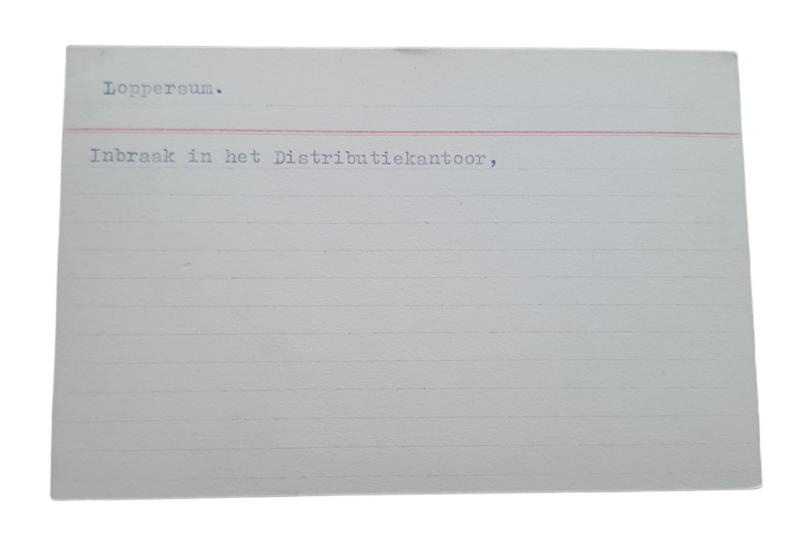 Loppersum.
Inbraak in het Distributiekantoor,